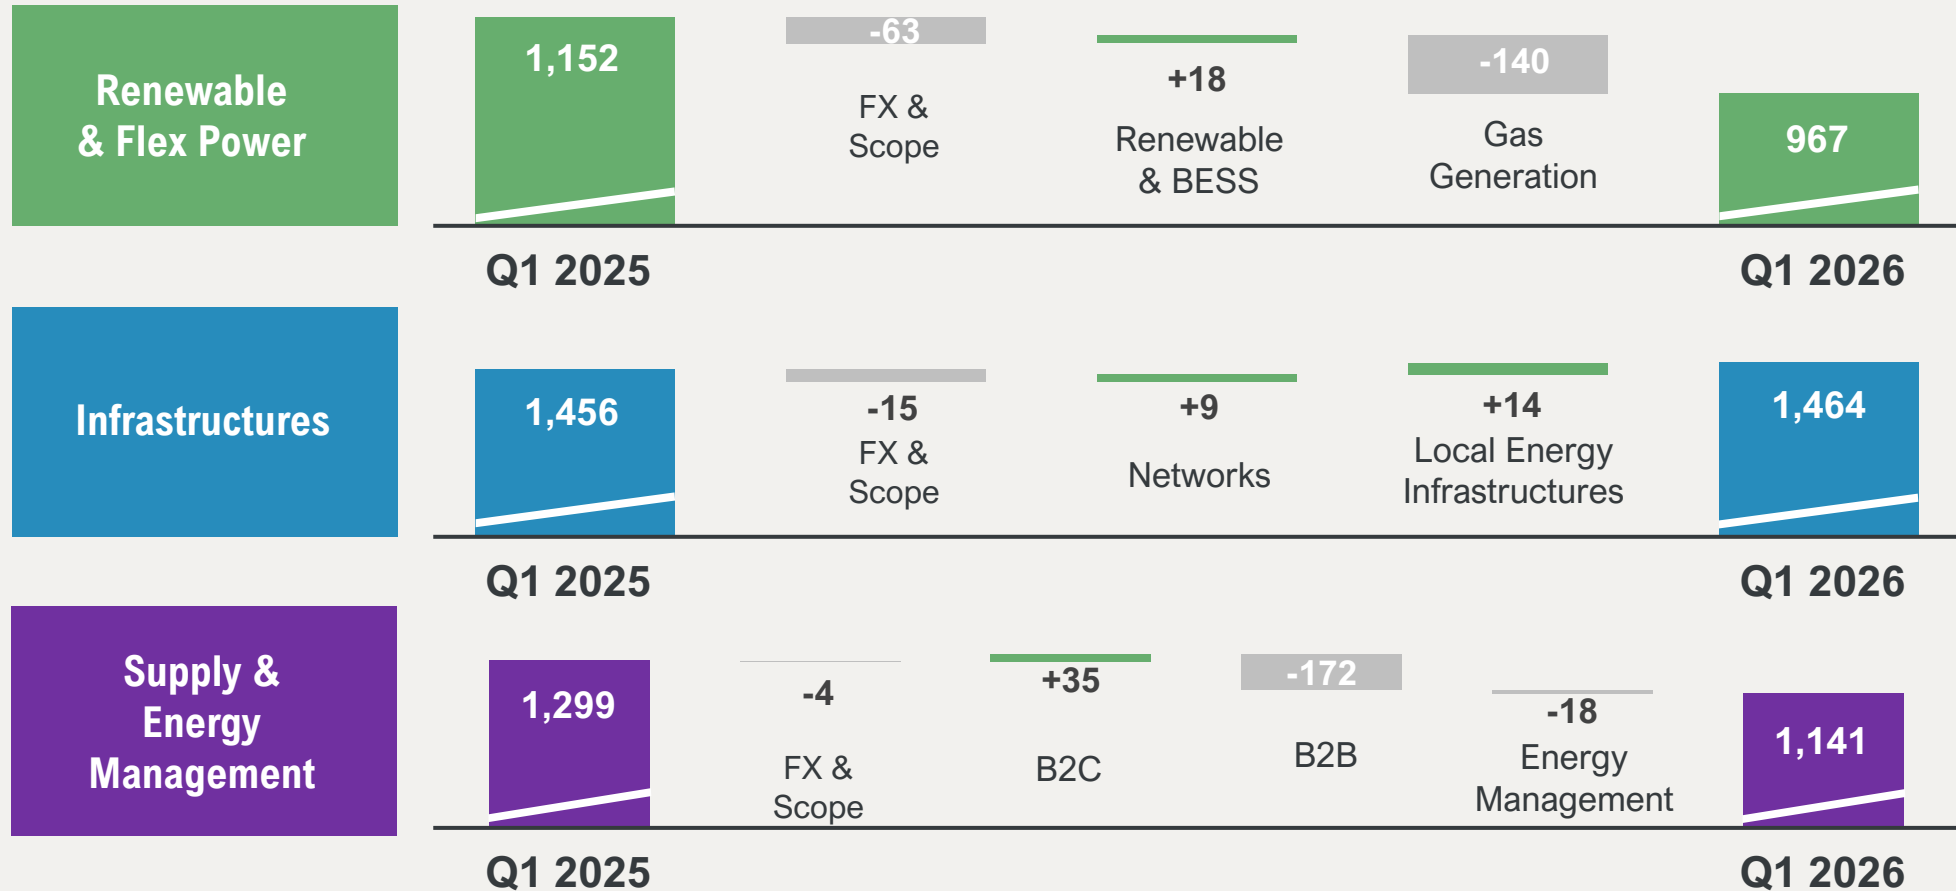 Renewable
& Flex Power
1,152
-63
FX &
Scope
+18
Renewable
& BESS
-140
Gas
Generation
967
Q1 2025
Q1 2026
Infrastructures
1,456
-15
FX &
Scope
+9
Networks
+14
Local Energy
Infrastructures
1,464
Q1 2025
Q1 2026
Supply &
Energy
Management
1,299
-4
FX &
Scope
+35
B2C
-172
B2B
-18
Energy
Management
1,141
Q1 2025
Q1 2026